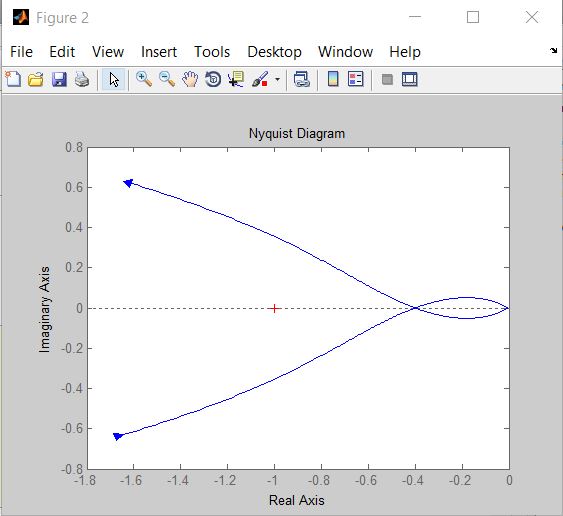 Figure 2
File Edit View Insert Tools Desktop Window Help
Nyquist Diagram
0.8
0.6
0.4
0.2
0
-0.2
-0.4
-0.6
-0.8
Imaginary Axis
-1.8 -1.6 -1.4 -1.2 -1 -0.8 -0.6 -0.4 -0.2 0
Real Axis